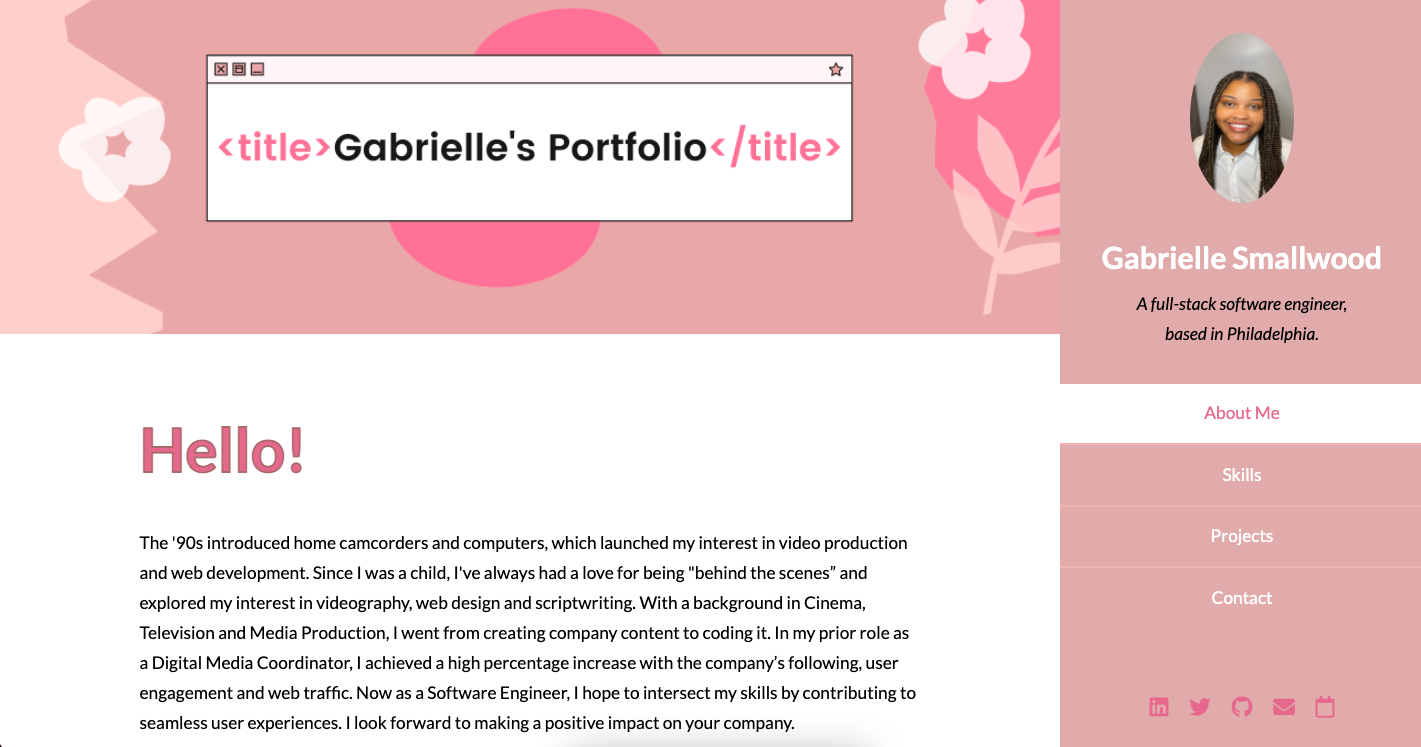 <title>Gabrielle's Portfolio</title>
Hello!
The '90s introduced home camcorders and computers, which launched my interest in video production
and web development. Since I was a child, I've always had a love for being "behind the scenes” and
explored my interest in videography, web design and scriptwriting. With a background in Cinema,
Television and Media Production, I went from creating company content to coding it. In my prior role as
a Digital Media Coordinator, I achieved a high percentage increase with the company’s following, user
engagement and web traffic. Now as a Software Engineer, I hope to intersect my skills by contributing to
seamless user experiences. I look forward to making a positive impact on your company.
Gabrielle Smallwood
A full-stack software engineer,
based in Philadelphia.
About Me
Skills
Projects
Contact